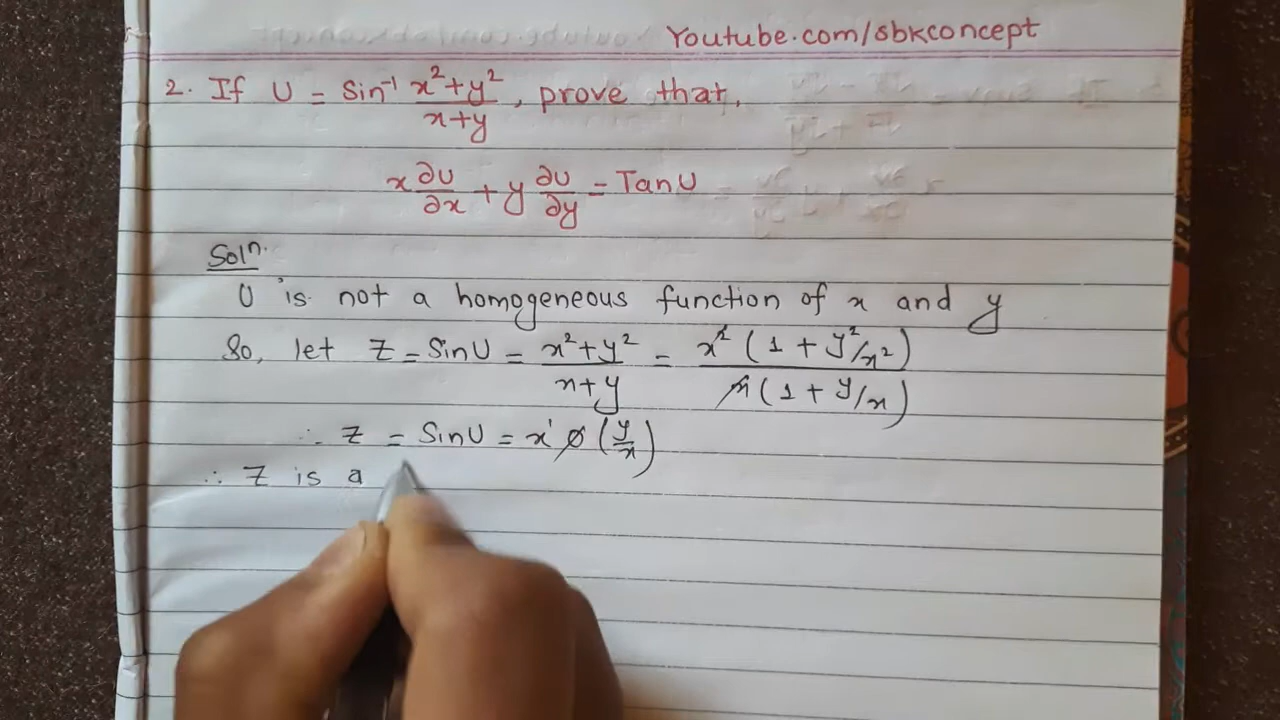 Youtube.com/sbkconcept
2. If U = Sin⁻¹ x²+y² / x+y, prove that,
x ∂U/∂x + y ∂U/∂y = Tan U
Solⁿ.
U is not a homogeneous function of x and y
So, let Z = Sin U = x²+y² / x+y = x² (1 + y²/x²) / x (1 + y/x)
∴ Z = Sin U = x¹ ø (y/x)
∴ Z is a